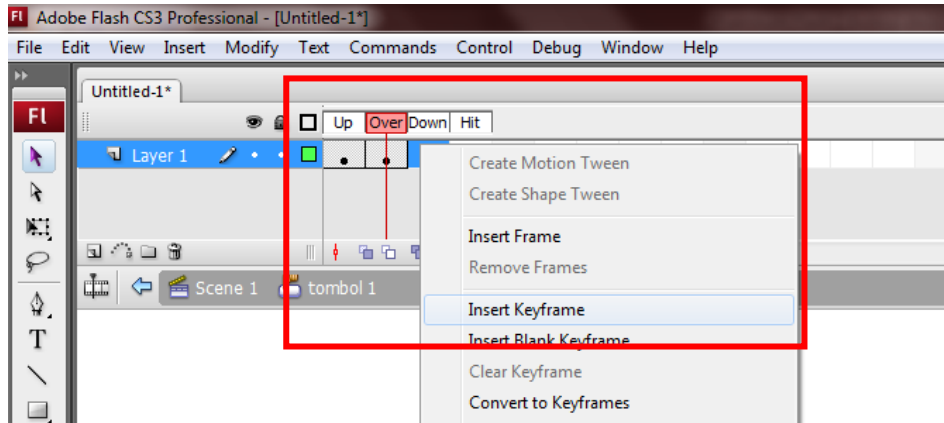 Fl Adobe Flash CS3 Professional - [Untitled-1*]
File Edit View Insert Modify Text Commands Control Debug Window Help
Untitled-1*
Fl
Up Over Down Hit
Layer 1
Create Motion Tween
Create Shape Tween
Insert Frame
Remove Frames
Scene 1 tombol 1
Insert Keyframe
Insert Blank Keyframe
T
Clear Keyframe
Convert to Keyframes